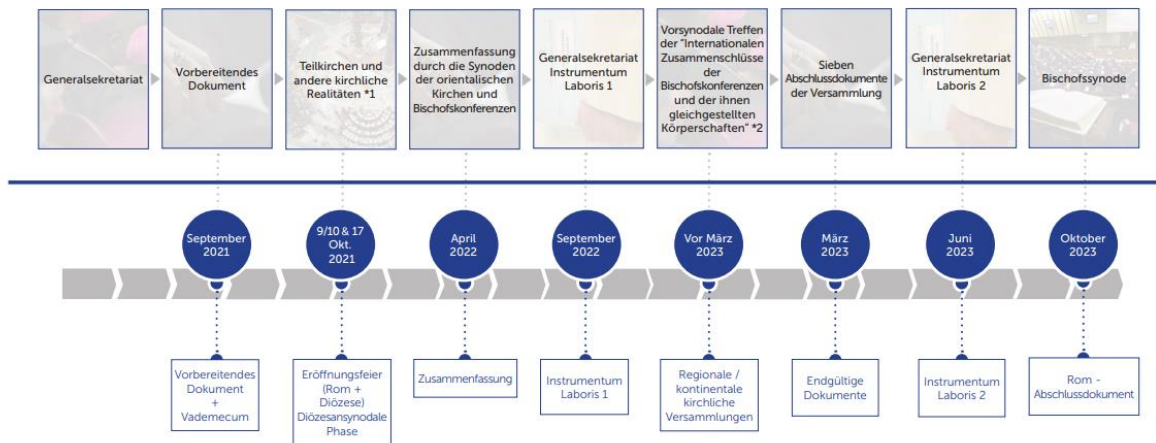 Generalsekretariat
Vorbereitendes
Dokument
Teilkirchen und
andere kirchliche
Realitäten *1
Zusammenfassung
durch die Synoden
der orientalischen
Kirchen und
Bischofskonferenzen
Generalsekretariat
Instrumentum
Laboris 1
Vorsynodale Treffen
der "Internationalen
Zusammenschlüsse
der
Bischofskonferenzen
und der ihnen
gleichgestellten
Körperschaften" *2
Sieben
Abschlussdokumente
der Versammlung
Generalsekretariat
Instrumentum
Laboris 2
Bischofssynode
September
2021
9/10 & 17
Okt.
2021
April
2022
September
2022
Vor März
2023
März
2023
Juni
2023
Oktober
2023
Vorbereitendes
Dokument
+
Vademecum
Eröffnungsfeier
(Rom +
Diözese)
Diözesansynodale
Phase
Zusammenfassung
Instrumentum
Laboris 1
Regionale /
kontinentale
kirchliche
Versammlungen
Endgültige
Dokumente
Instrumentum
Laboris 2
Rom -
Abschlussdokument